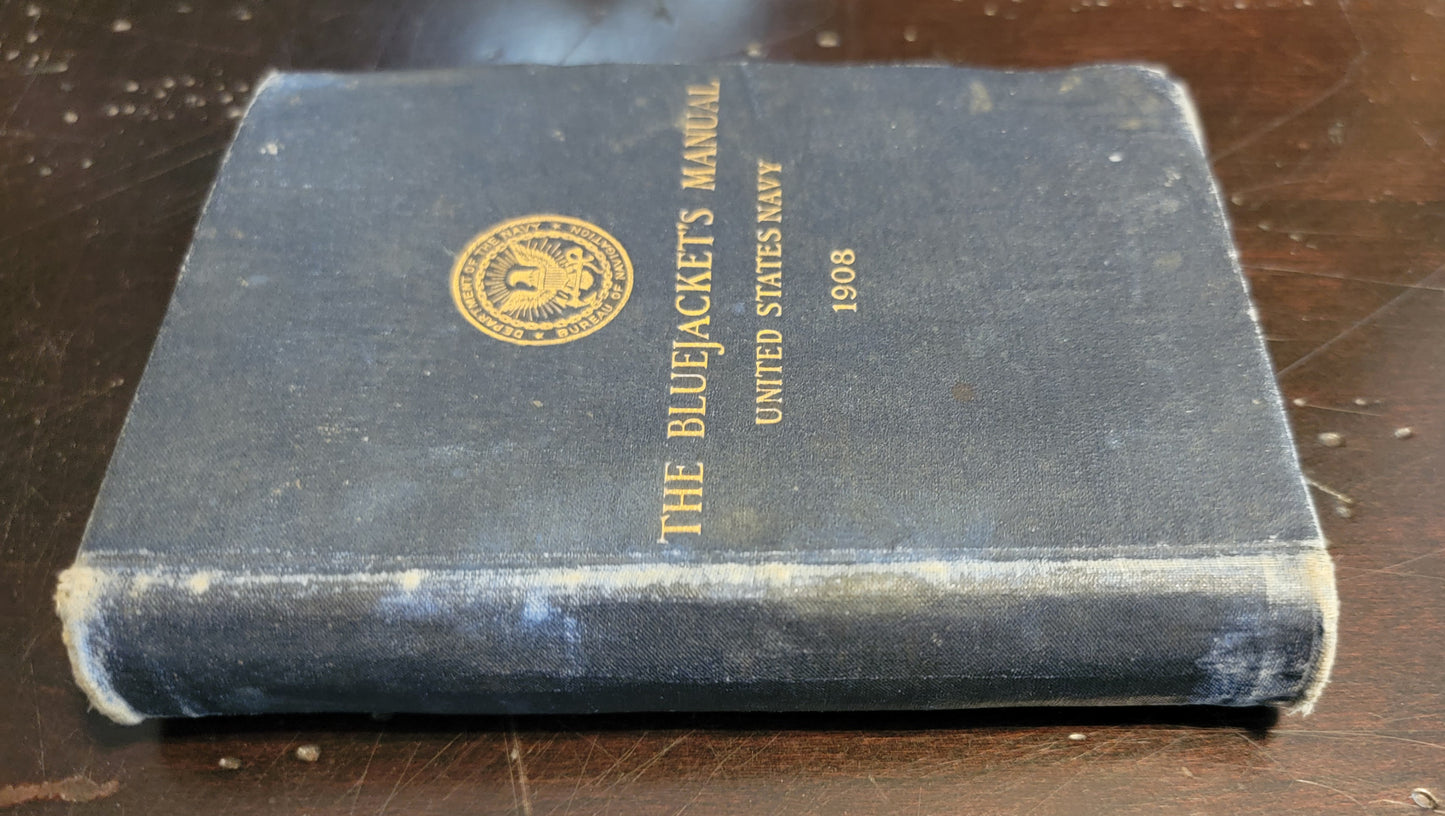 DEPARTMENT OF THE NAVY ★ BUREAU OF NAVIGATION ★
THE BLUEJACKET'S MANUAL
UNITED STATES NAVY
1908